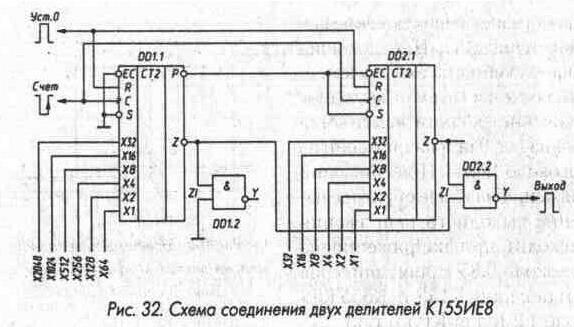 Уст.0
Счет
DD1.1
EC
CT2
P
R
C
S
X32
X16
X8
X4
X2
X1
Z
ZI
&
Y
DD1.2
X2048
X1024
X512
X256
X128
X64
DD2.1
EC
CT2
R
C
S
X32
X16
X8
X4
X2
X1
Z
ZI
&
Y
DD2.2
Выход
X32
X16
X8
X4
X2
X1
Рис. 32. Схема соединения двух делителей К155ИЕ8